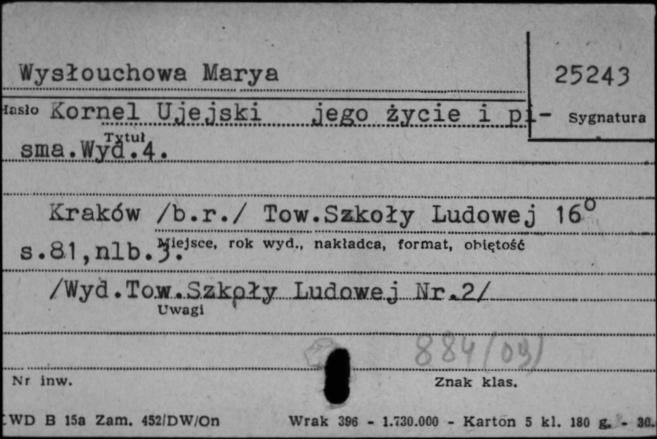 Wysłouchowa Marya
25243
Hasło Kornel Ujejski jego życie i pi-
Sygnatura
Tytuł
sma.Wyd.4.
Kraków /b.r./ Tow.Szkoły Ludowej 16°
s.81,nlb.3.
Miejsce, rok wyd., nakładca, format, objętość
/Wyd.Tow.Szkoły Ludowej Nr.2/
Uwagi
884 (09)
Nr inw.
Znak klas.
WD B 15a Zam. 452/DW/On Wrak 396 - 1.730.000 - Karton 5 kl. 180 g. - 30.